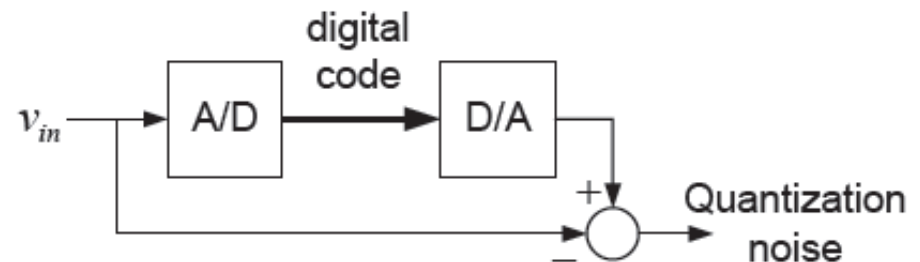 digital
code
v_in
A/D
D/A
+
Quantization
noise
−